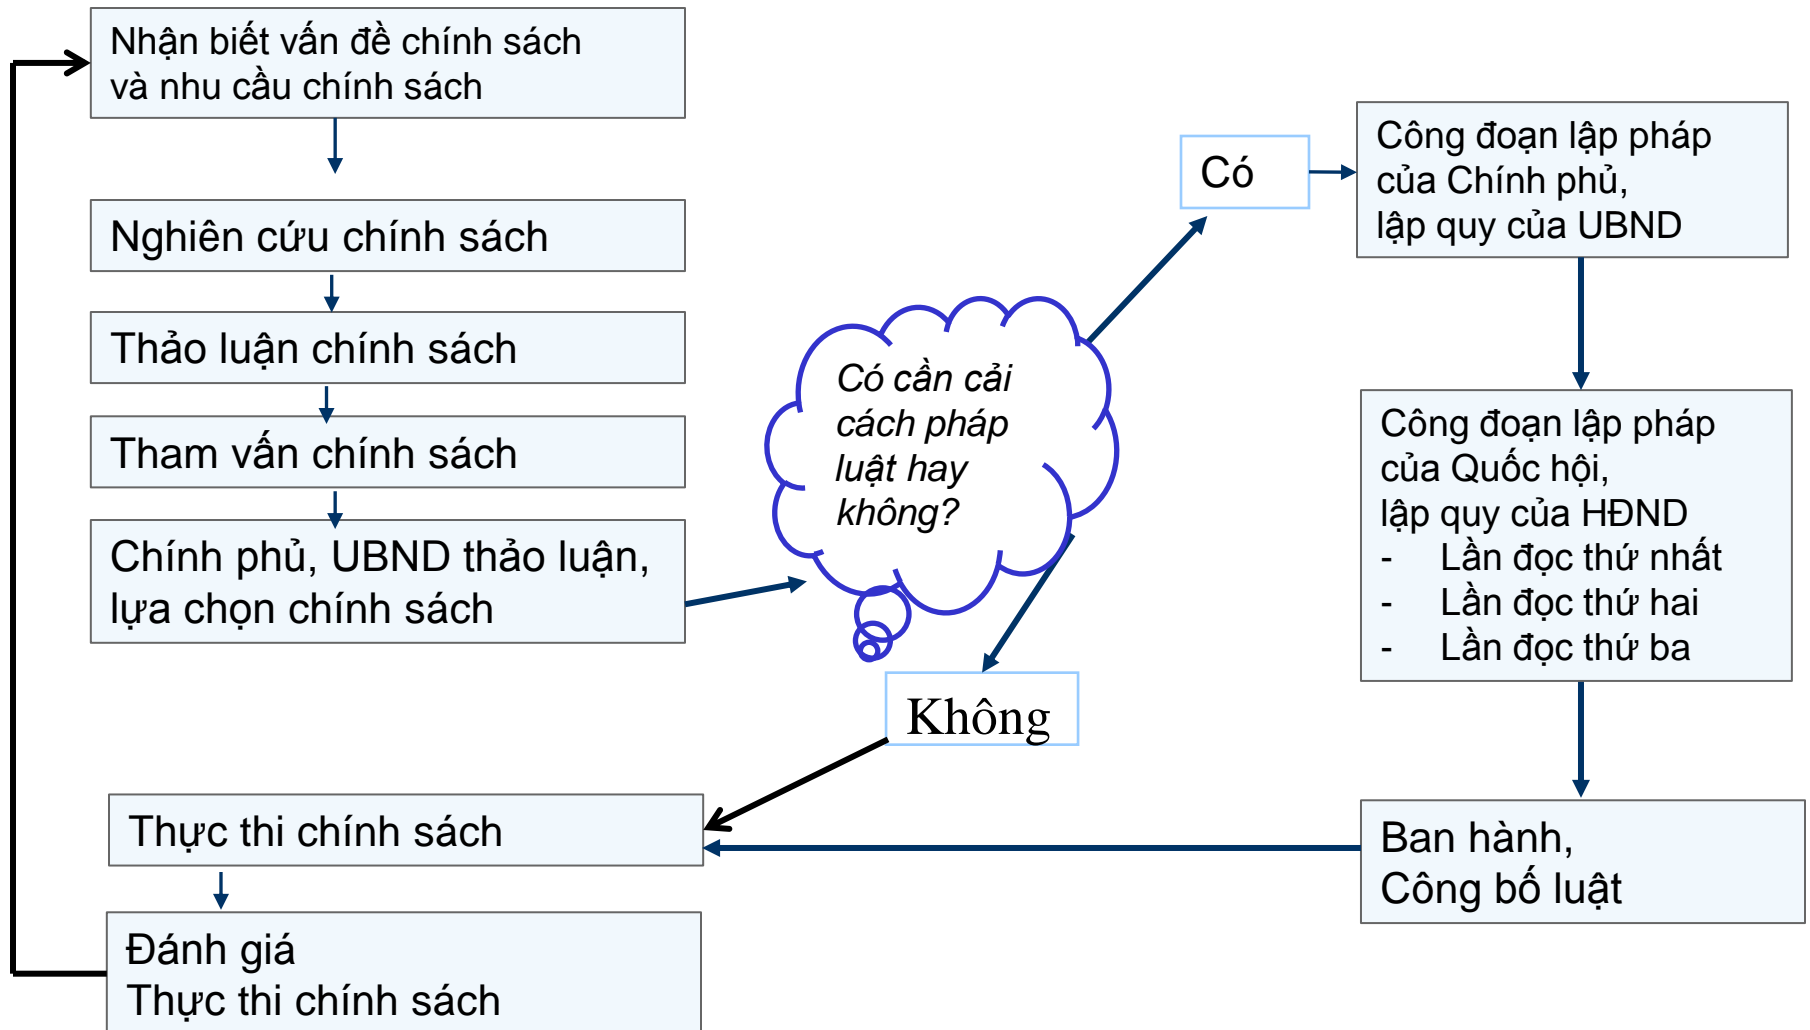 Nhận biết vấn đề chính sách
và nhu cầu chính sách
Nghiên cứu chính sách
Thảo luận chính sách
Tham vấn chính sách
Chính phủ, UBND thảo luận,
lựa chọn chính sách
Có cần cải
cách pháp
luật hay
không?
Có
Không
Công đoạn lập pháp
của Chính phủ,
lập quy của UBND
Công đoạn lập pháp
của Quốc hội,
lập quy của HĐND
- Lần đọc thứ nhất
- Lần đọc thứ hai
- Lần đọc thứ ba
Ban hành,
Công bố luật
Thực thi chính sách
Đánh giá
Thực thi chính sách